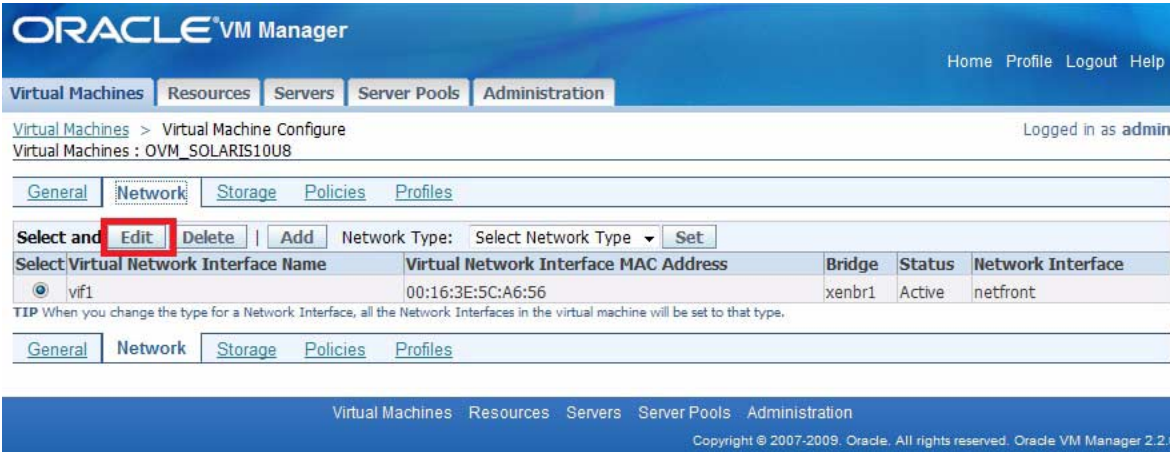 ORACLE VM Manager
Home Profile Logout Help
Virtual Machines Resources Servers Server Pools Administration
Virtual Machines > Virtual Machine Configure
Logged in as admin
Virtual Machines : OVM_SOLARIS10U8
General Network Storage Policies Profiles
Select and Edit Delete | Add Network Type: Select Network Type Set
Select Virtual Network Interface Name Virtual Network Interface MAC Address Bridge Status Network Interface
vif1 00:16:3E:5C:A6:56 xenbr1 Active netfront
TIP When you change the type for a Network Interface, all the Network Interfaces in the virtual machine will be set to that type.
General Network Storage Policies Profiles
Virtual Machines Resources Servers Server Pools Administration
Copyright © 2007-2009. Oracle. All rights reserved. Oracle VM Manager 2.2.